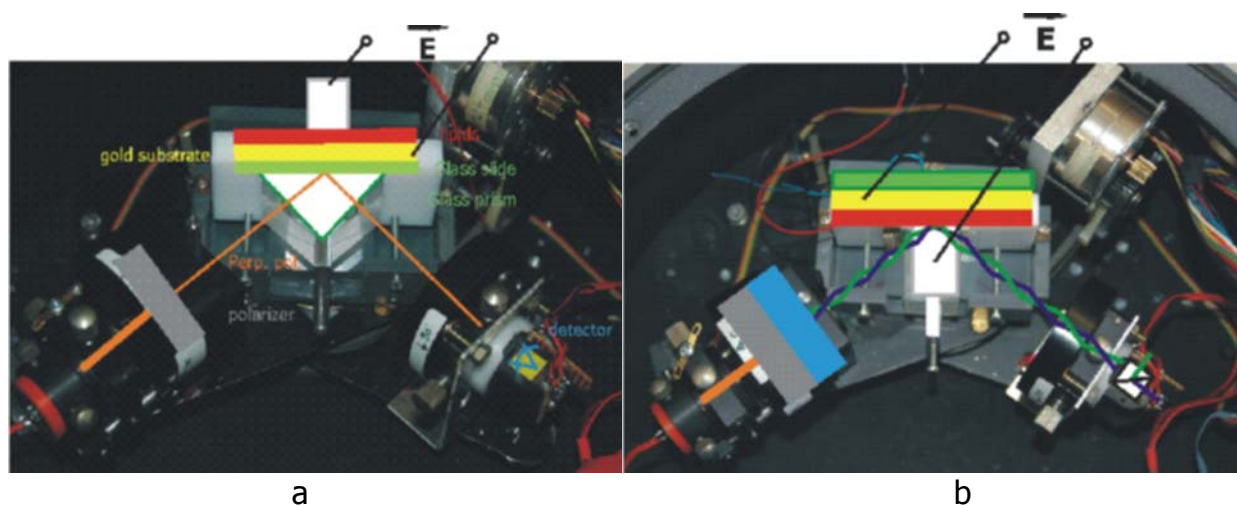 E
E
lipids
gold substrate
Glass slide
Glass prism
Perp. pol.
polarizer
detector
a
b